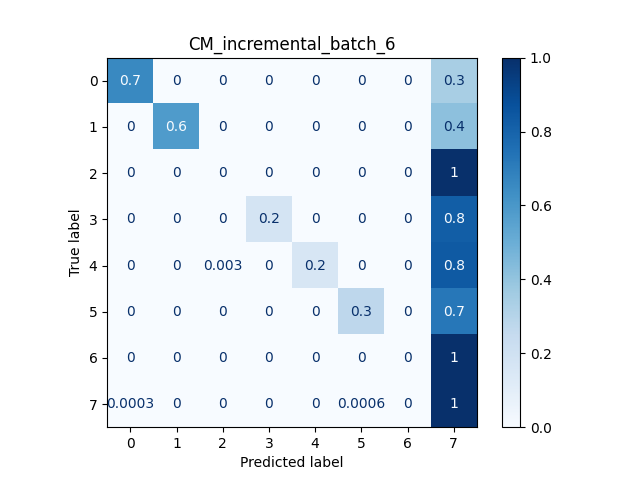 CM_incremental_batch_6
True label
0 0.7 0 0 0 0 0 0 0.3
1 0 0.6 0 0 0 0 0 0.4
2 0 0 0 0 0 0 0 1
3 0 0 0 0.2 0 0 0 0.8
4 0 0 0.003 0 0.2 0 0 0.8
5 0 0 0 0 0 0.3 0 0.7
6 0 0 0 0 0 0 0 1
7 0.0003 0 0 0 0 0.0006 0 1
0 1 2 3 4 5 6 7
Predicted label
1.0
0.8
0.6
0.4
0.2
0.0